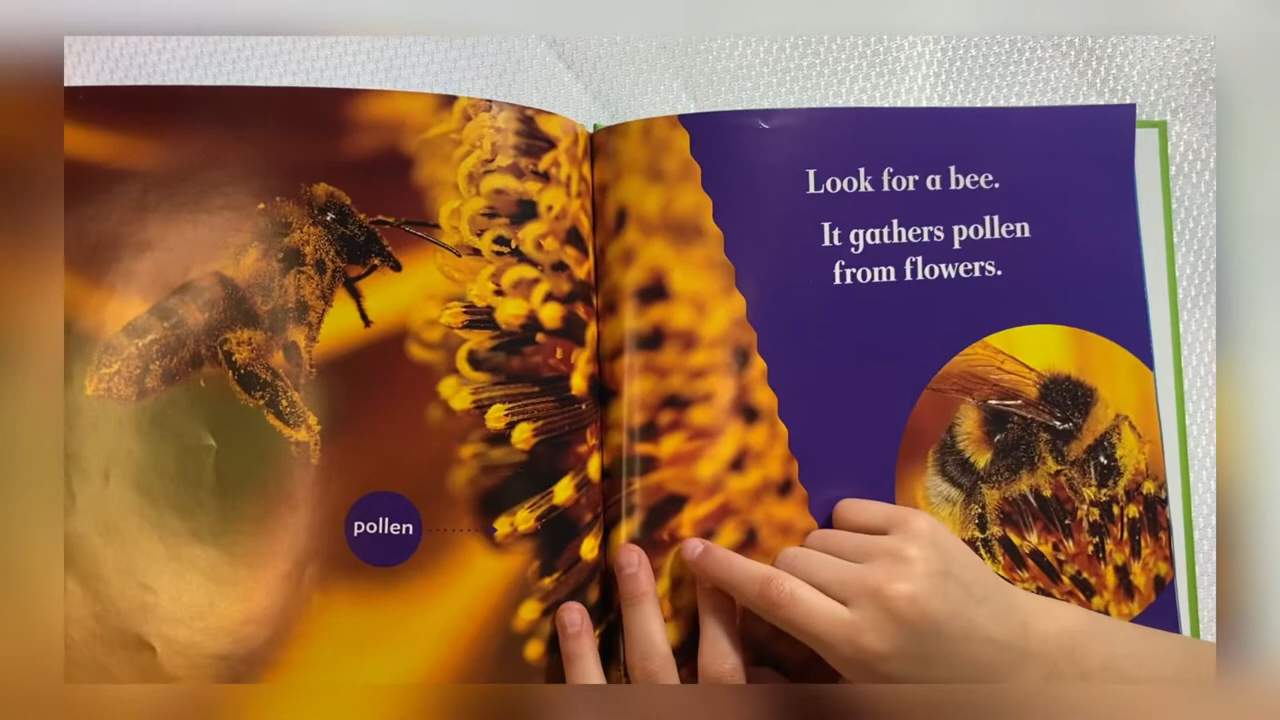 pollen
Look for a bee.
It gathers pollen
from flowers.